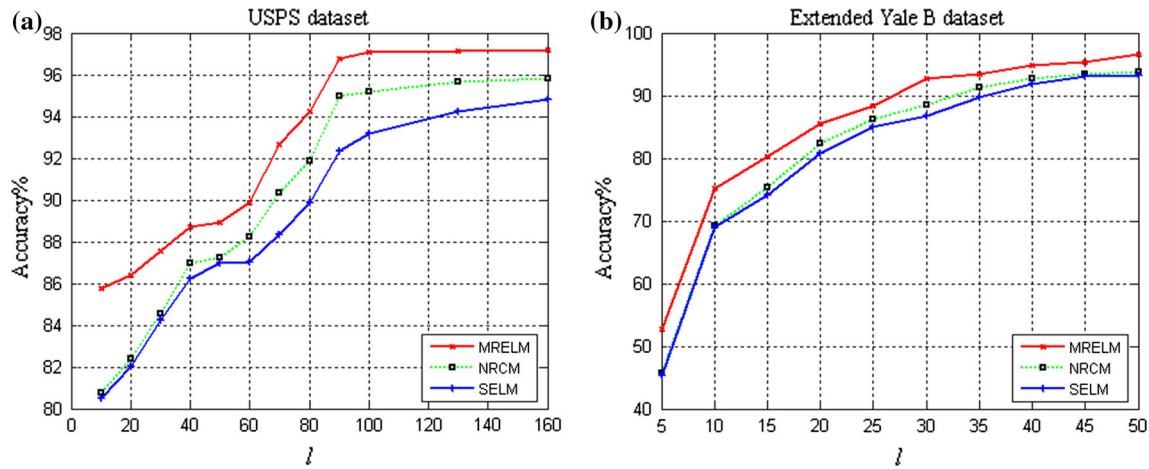 (a)
USPS dataset
98
96
94
92
90
88
86
84
82
80
Accuracy%
0
20
40
60
80
100
120
140
160
l
MRELM
NRCM
SELM
(b)
Extended Yale B dataset
100
90
80
70
60
50
40
Accuracy%
5
10
15
20
25
30
35
40
45
50
l
MRELM
NRCM
SELM